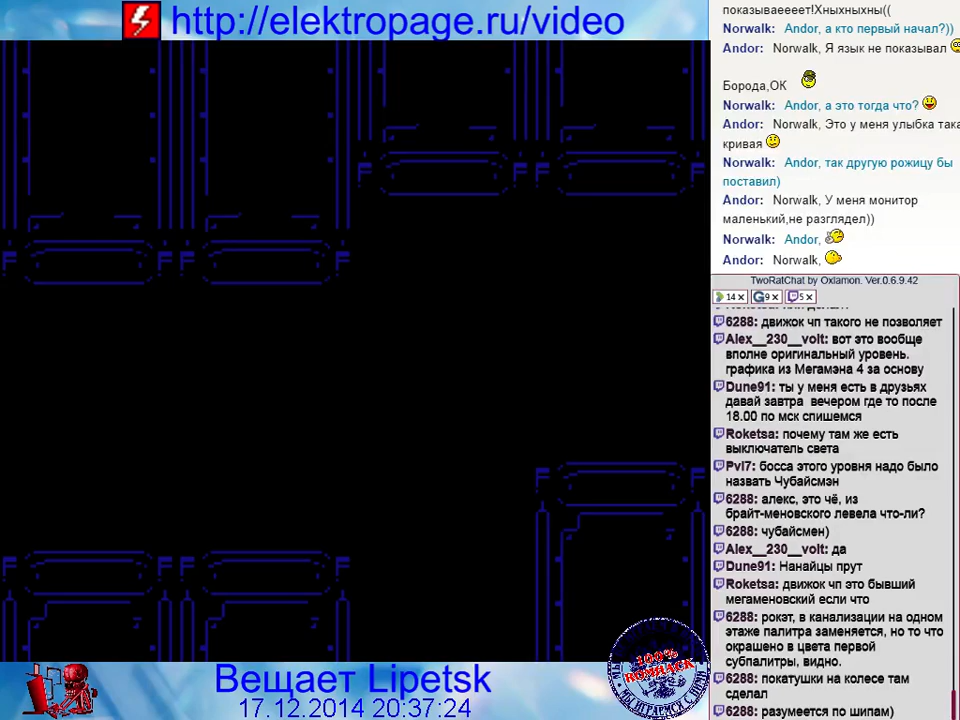 http://elektropage.ru/video
показываеееет!Хныхныхны((
Norwalk: Andor, а кто первый начал?))
Andor: Norwalk, Я язык не показывал
Борода,ОК
Norwalk: Andor, а это тогда что?
Andor: Norwalk, Это у меня улыбка така
кривая
Norwalk: Andor, так другую рожицу бы
поставил)
Andor: Norwalk, У меня монитор
маленький,не разглядел))
Norwalk: Andor,
Andor: Norwalk,
TwoRatChat by Oxlamon. Ver.0.6.9.42
14 x 9 x 5 x
6288: движок чп такого не позволяет
Alex__230__volt: вот это вообще
вполне оригинальный уровень.
графика из Мегамэна 4 за основу
Dune91: ты у меня есть в друзьях
давай завтра вечером где то после
18.00 по мск спишемся
Roketsa: почему там же есть
выключатель света
Pvl7: босса этого уровня надо было
назвать Чубайсмэн
6288: алекс, это чё, из
брайт-меновского левела что-ли?
6288: чубайсмен)
Alex__230__volt: да
Dune91: Нанайцы прут
Roketsa: движок чп это бывший
мегаменовский если что
6288: рокэт, в канализации на одном
этаже палитра заменяется, но то что
окрашено в цвета первой
субпалитры, видно.
6288: покатушки на колесе там
сделал
6288: разумеется по шипам)
100%
ROMHACK
Вещает Lipetsk
17.12.2014 20:37:24